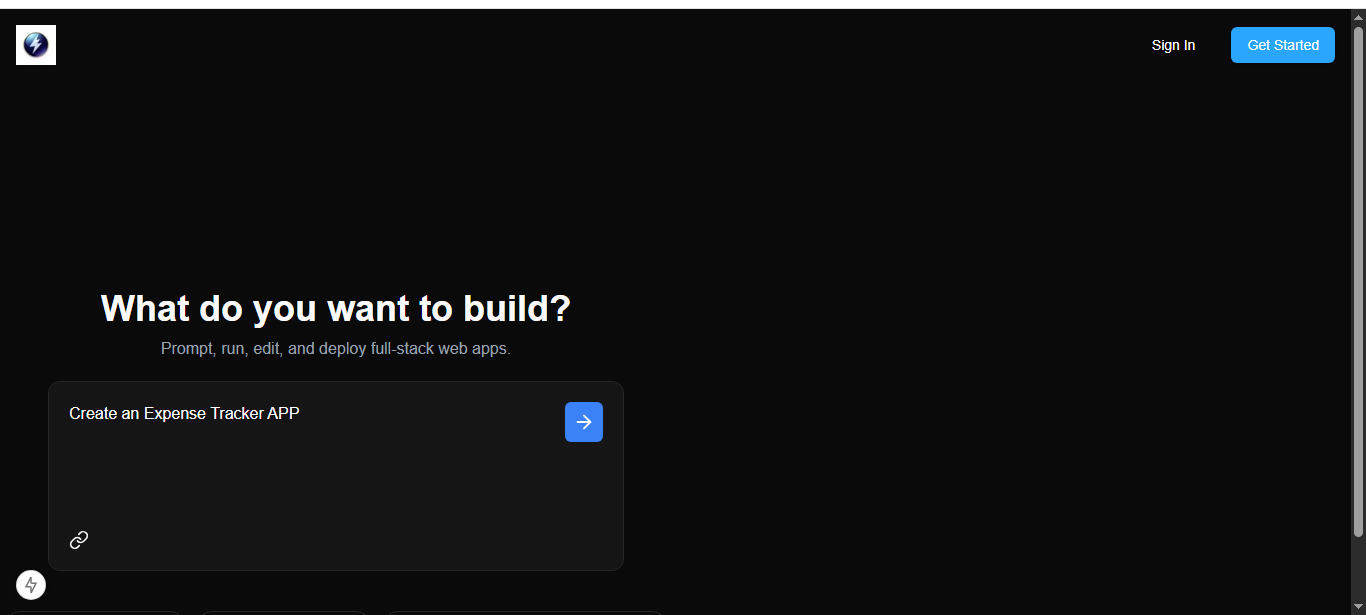 Sign In
Get Started
What do you want to build?
Prompt, run, edit, and deploy full-stack web apps.
Create an Expense Tracker APP